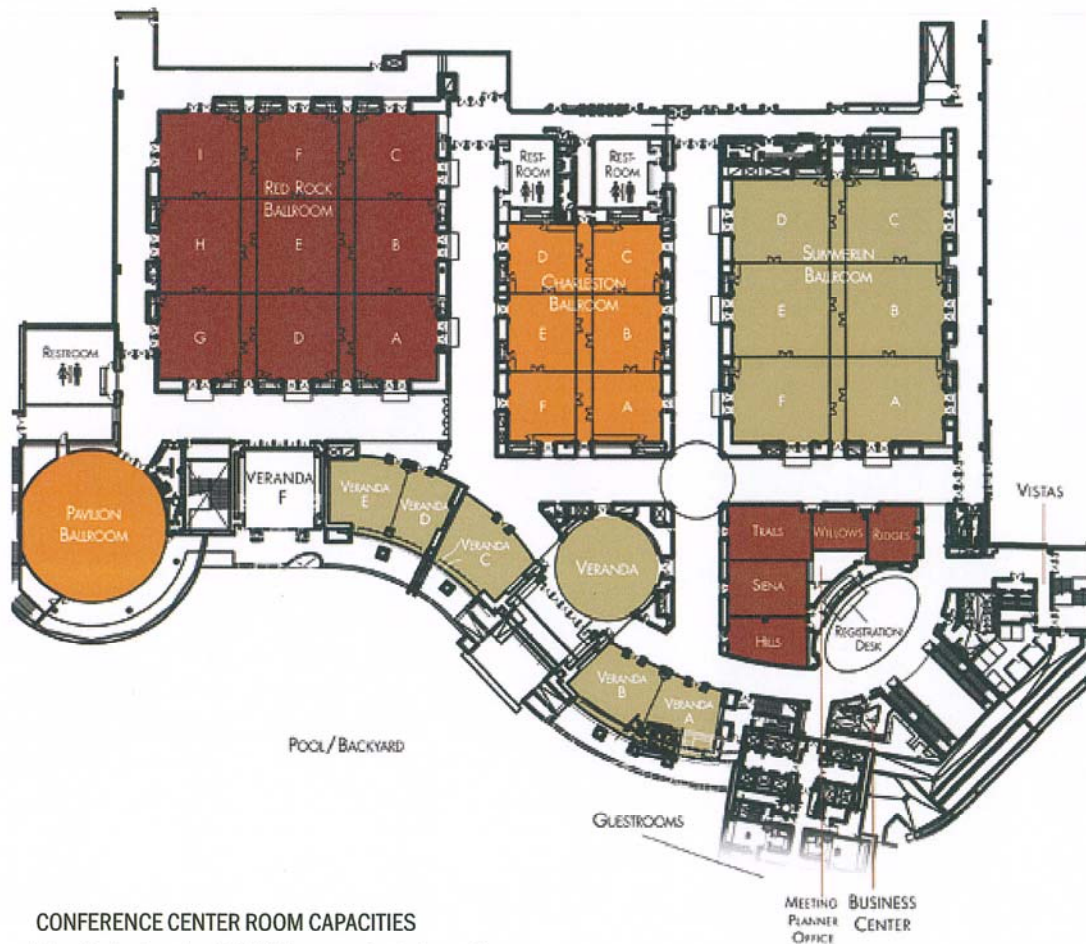 I
F
C
RED ROCK
BALLROOM
H
E
B
G
D
A
REST-
ROOM
REST-
ROOM
D
C
CHARLESTON
BALLROOM
E
B
F
A
D
C
SUMMERLIN
BALLROOM
E
B
F
A
RESTROOM
PAVILION
BALLROOM
VERANDA
F
VERANDA
E
VERANDA
D
VERANDA
C
VERANDA
VERANDA
B
VERANDA
A
TRAILS
WILLOWS
RIDGES
SIENA
HILLS
REGISTRATION
DESK
VISTAS
POOL/BACKYARD
GUESTROOMS
MEETING
PLANNER
OFFICE
BUSINESS
CENTER
CONFERENCE CENTER ROOM CAPACITIES